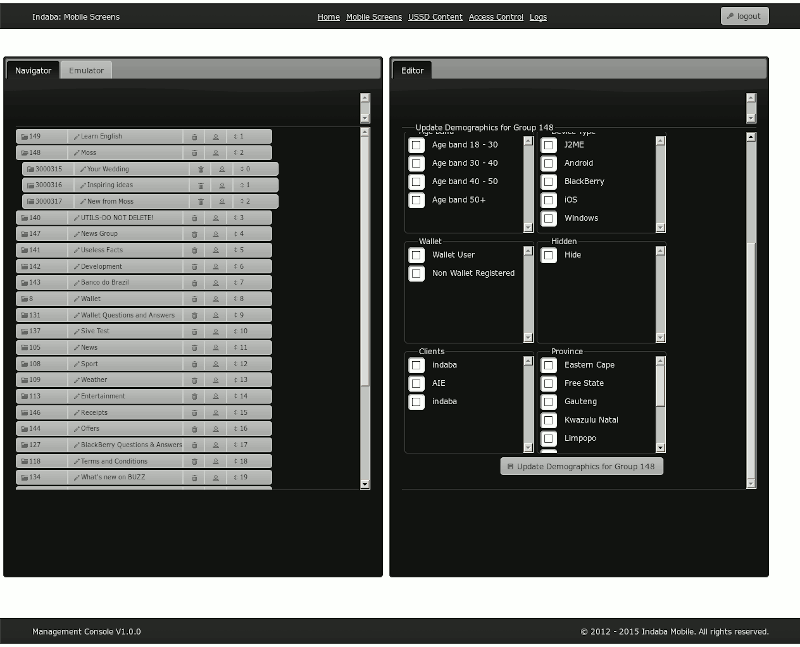 Indaba: Mobile Screens
Home Mobile Screens USSD Content Access Control Logs
logout
Navigator Emulator
149 Learn English 1
148 Moss 2
3000315 Your Wedding 0
3000316 Inspiring ideas 1
3000317 New from Moss 2
140 UTILS-DO NOT DELETE! 3
147 News Group 4
141 Useless Facts 5
142 Development 6
143 Banco do Brazil 7
8 Wallet 8
131 Wallet Questions and Answers 9
137 Sive Test 10
105 News 11
108 Sport 12
109 Weather 13
113 Entertainment 14
146 Receipts 15
144 Offers 16
127 BlackBerry Questions & Answers 17
118 Terms and Conditions 18
134 What's new on BUZZ 19
Editor
Update Demographics for Group 148
Age band
Age band 18 - 30
Age band 30 - 40
Age band 40 - 50
Age band 50+
Device Type
J2ME
Android
BlackBerry
iOS
Windows
Wallet
Wallet User
Non Wallet Registered
Hidden
Hide
Clients
indaba
AIE
indaba
Province
Eastern Cape
Free State
Gauteng
Kwazulu Natal
Limpopo
Update Demographics for Group 148
Management Console V1.0.0
© 2012 - 2015 Indaba Mobile. All rights reserved.